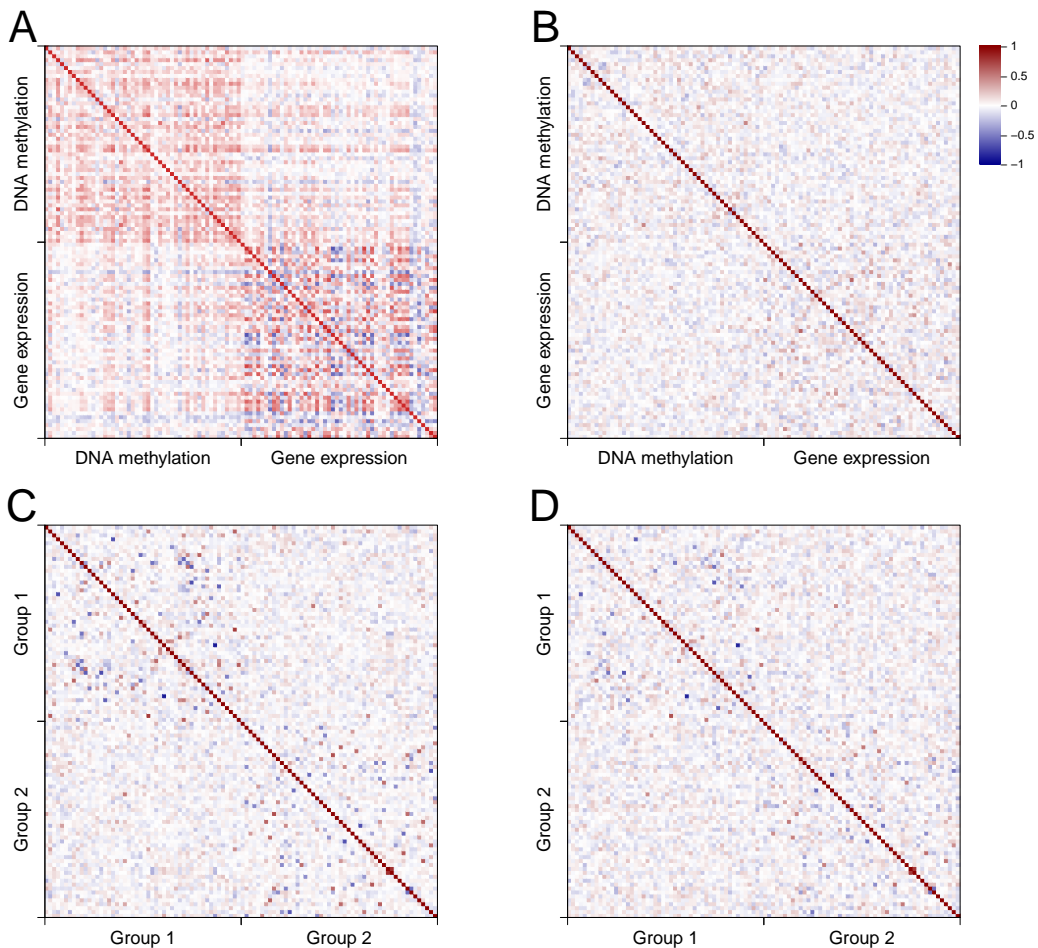 A
B
DNA methylation
Gene expression
DNA methylation
Gene expression
DNA methylation
Gene expression
DNA methylation
Gene expression
1
0.5
0
−0.5
−1
C
D
Group 1
Group 2
Group 1
Group 2
Group 1
Group 2
Group 1
Group 2